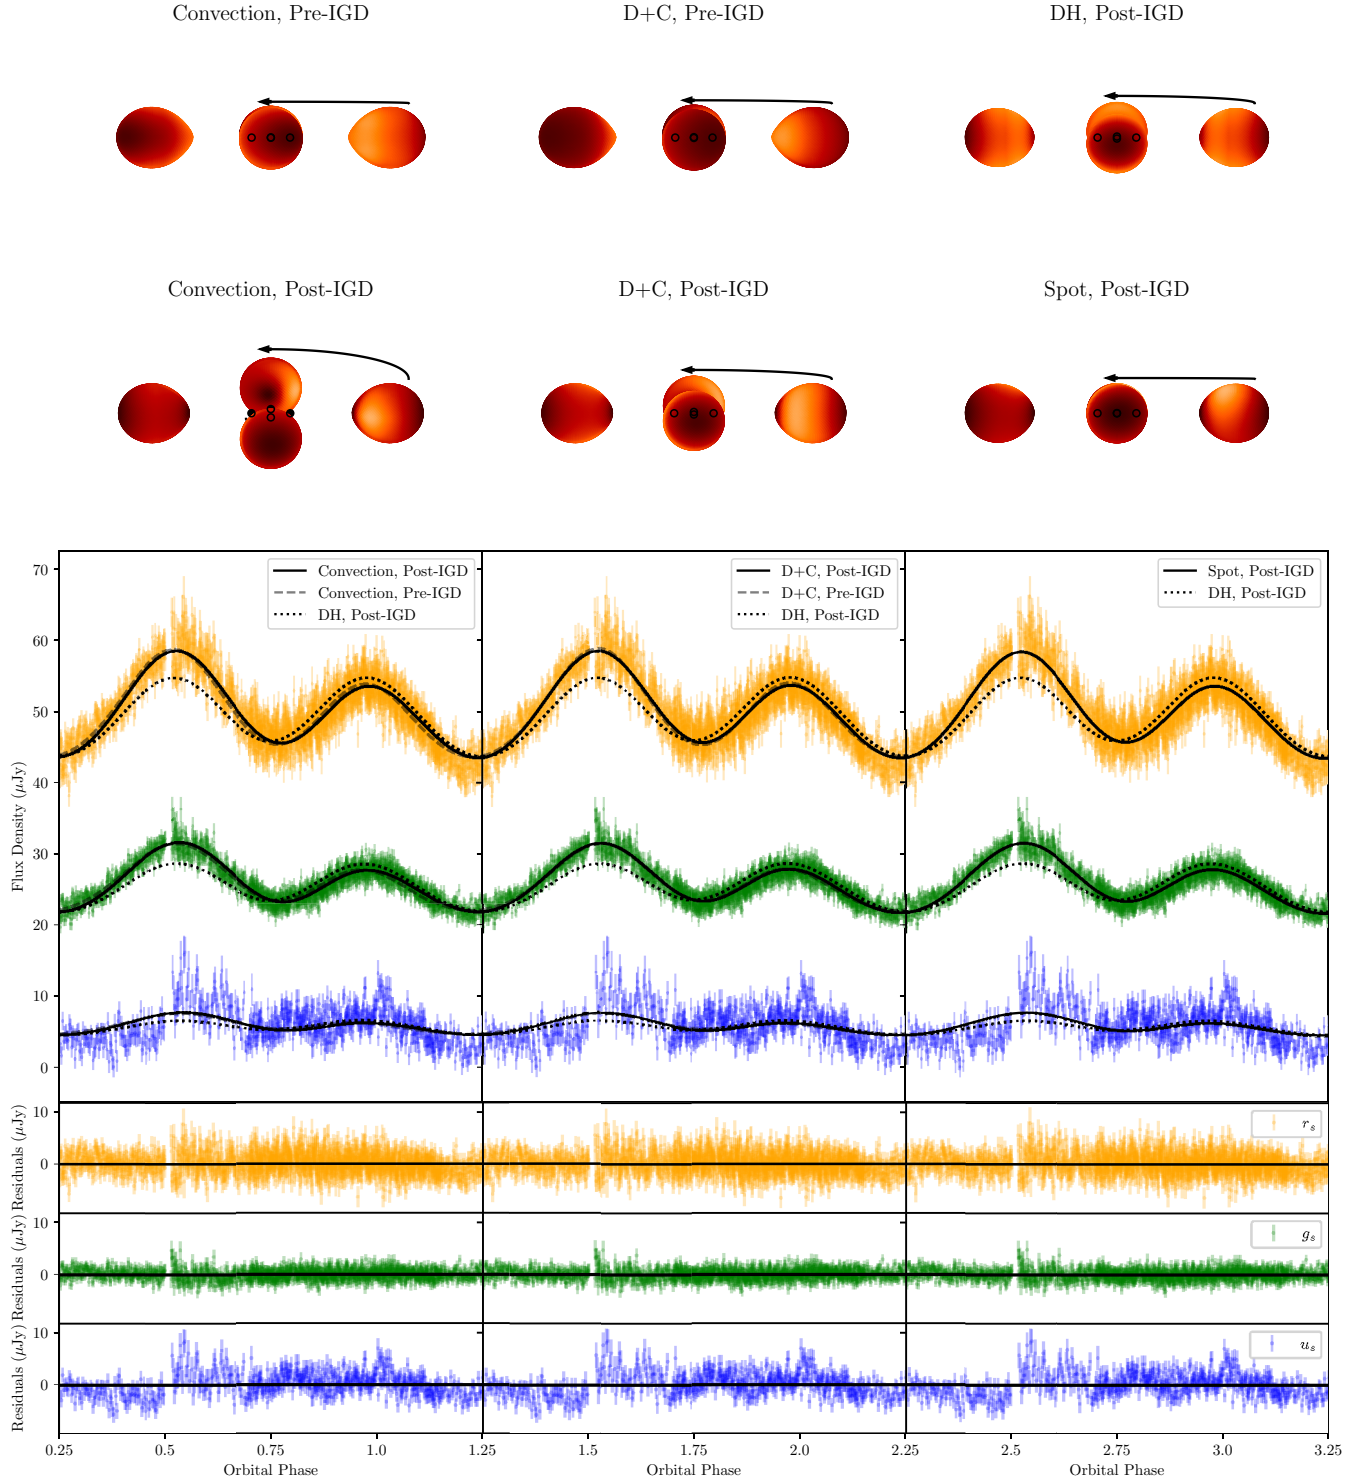 Convection, Pre-IGD
D+C, Pre-IGD
DH, Post-IGD
Convection, Post-IGD
D+C, Post-IGD
Spot, Post-IGD
Convection, Post-IGD
Convection, Pre-IGD
DH, Post-IGD
D+C, Post-IGD
D+C, Pre-IGD
DH, Post-IGD
Spot, Post-IGD
DH, Post-IGD
Flux Density (μJy)
70
60
50
40
30
20
10
0
Residuals (μJy)
10
0
r_s
Residuals (μJy)
10
0
g_s
Residuals (μJy)
10
0
u_s
0.25 0.5 0.75 1.0 1.25 1.5 1.75 2.0 2.25 2.5 2.75 3.0 3.25
Orbital Phase
Orbital Phase
Orbital Phase